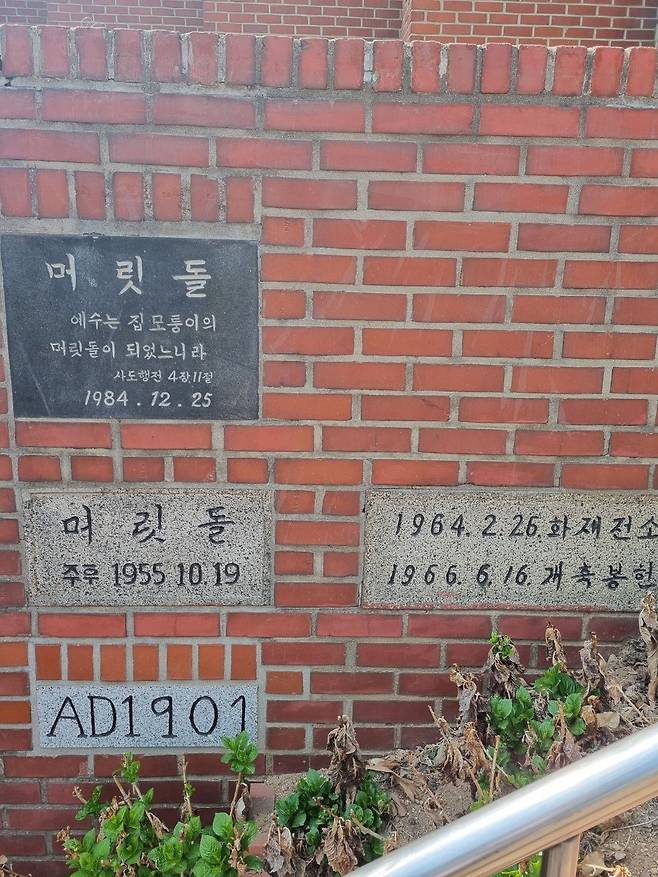 머릿돌
예수는 집 모퉁이의
머릿돌이 되었느니라
사도행전 4장11절
1984.12.25
머릿돌
주후 1955.10.19
1964.2.26.화재전소
1966.6.16.개축봉헌
AD1901